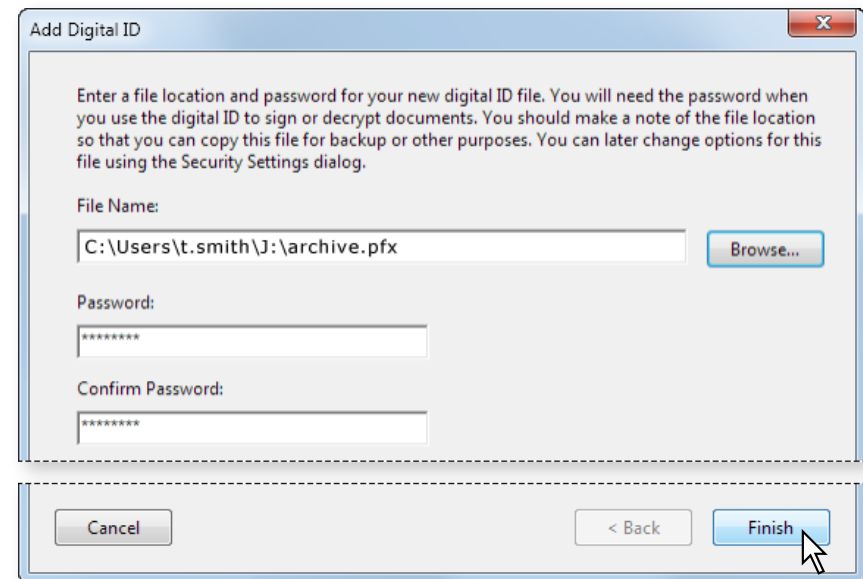 Add Digital ID
Enter a file location and password for your new digital ID file. You will need the password when
you use the digital ID to sign or decrypt documents. You should make a note of the file location
so that you can copy this file for backup or other purposes. You can later change options for this
file using the Security Settings dialog.
File Name:
C:\Users\t.smith\J:\archive.pfx
Browse...
Password:
********
Confirm Password:
********
Cancel
< Back
Finish